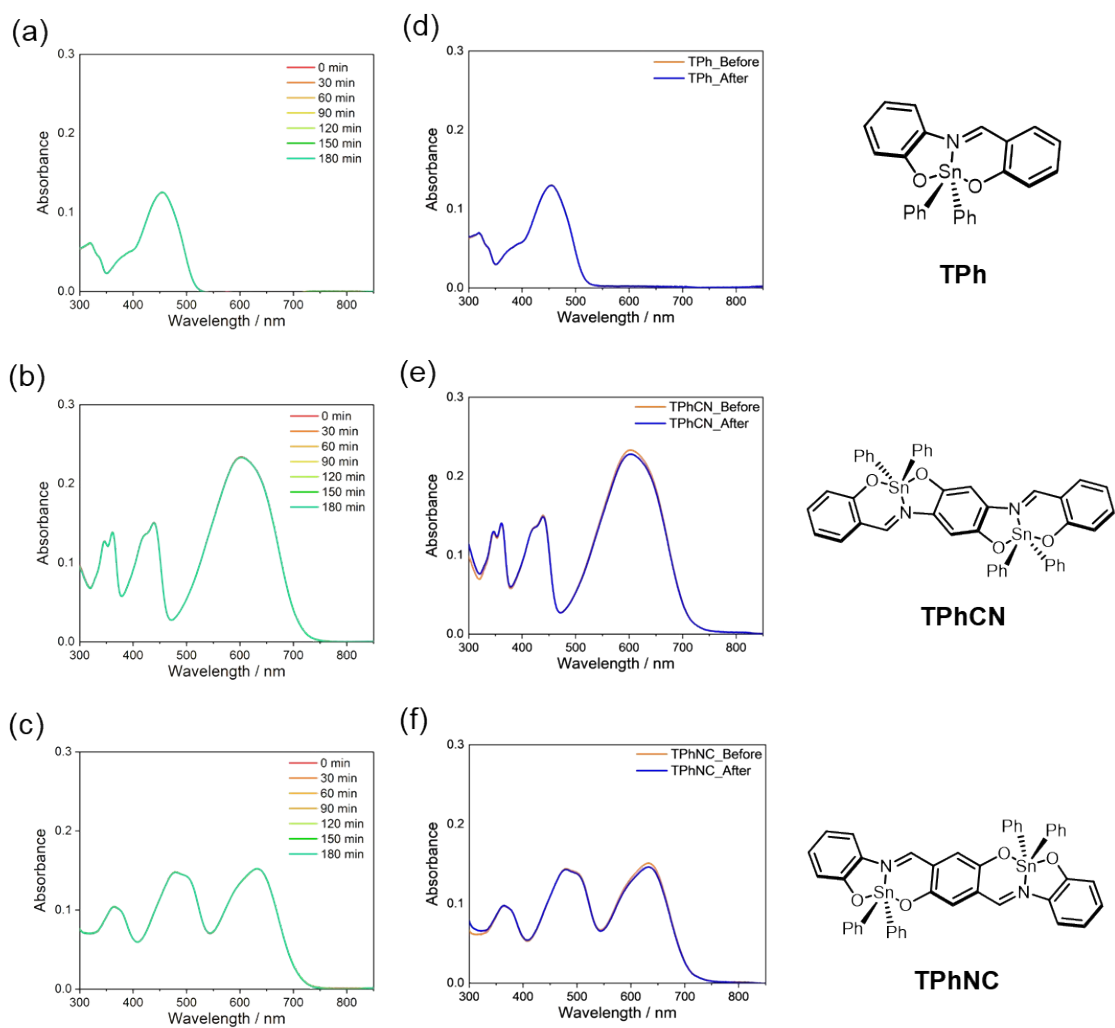 (a)
0.3
0.2
0.1
0.0
Absorbance
0 min
30 min
60 min
90 min
120 min
150 min
180 min
300 400 500 600 700 800
Wavelength / nm
(d)
0.3
0.2
0.1
0.0
Absorbance
TPh_Before
TPh_After
300 400 500 600 700 800
Wavelength / nm
N
O
Sn
O
Ph
Ph
TPh
(b)
0.3
0.2
0.1
0.0
Absorbance
0 min
30 min
60 min
90 min
120 min
150 min
180 min
300 400 500 600 700 800
Wavelength / nm
(e)
0.3
0.2
0.1
0.0
Absorbance
TPhCN_Before
TPhCN_After
300 400 500 600 700 800
Wavelength / nm
Ph
Ph
O
Sn
O
N
N
O
Sn
O
Ph
Ph
TPhCN
(c)
0.3
0.2
0.1
0.0
Absorbance
0 min
30 min
60 min
90 min
120 min
150 min
180 min
300 400 500 600 700 800
Wavelength / nm
(f)
0.3
0.2
0.1
0.0
Absorbance
TPhNC_Before
TPhNC_After
300 400 500 600 700 800
Wavelength / nm
Ph
Ph
O
Sn
O
N
N
O
Sn
O
Ph
Ph
TPhNC